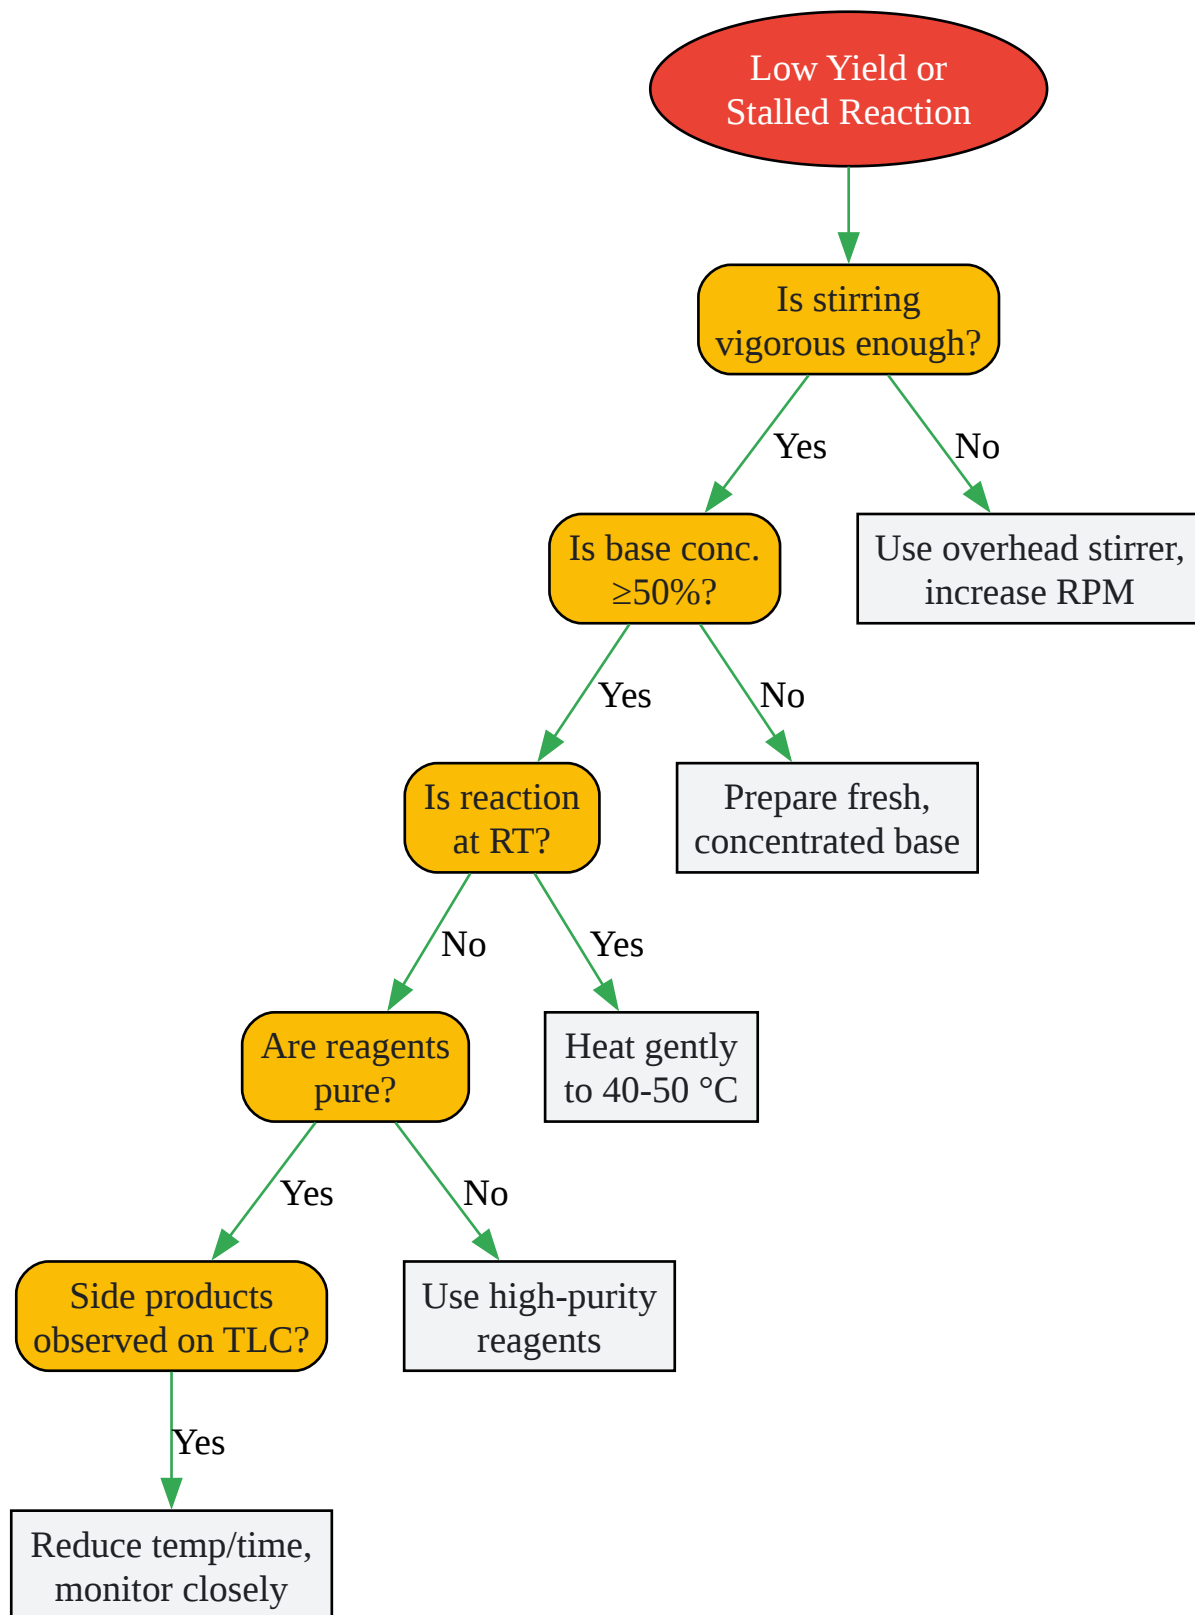 Low Yield or
Stalled Reaction
Is stirring
vigorous enough?
Yes
No
Is base conc.
≥50%?
Use overhead stirrer,
increase RPM
Yes
No
Is reaction
at RT?
Prepare fresh,
concentrated base
No
Yes
Are reagents
pure?
Heat gently
to 40-50 °C
Yes
No
Side products
observed on TLC?
Use high-purity
reagents
Yes
Reduce temp/time,
monitor closely